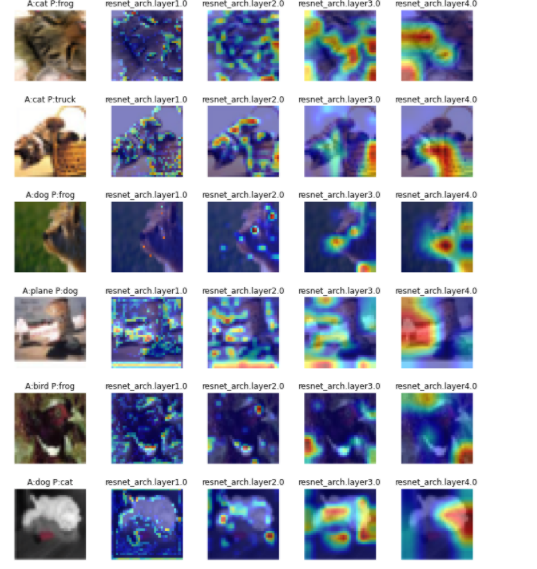 A:cat P:frog resnet_arch.layer1.0 resnet_arch.layer2.0 resnet_arch.layer3.0 resnet_arch.layer4.0
A:cat P:truck resnet_arch.layer1.0 resnet_arch.layer2.0 resnet_arch.layer3.0 resnet_arch.layer4.0
A:dog P:frog resnet_arch.layer1.0 resnet_arch.layer2.0 resnet_arch.layer3.0 resnet_arch.layer4.0
A:plane P:dog resnet_arch.layer1.0 resnet_arch.layer2.0 resnet_arch.layer3.0 resnet_arch.layer4.0
A:bird P:frog resnet_arch.layer1.0 resnet_arch.layer2.0 resnet_arch.layer3.0 resnet_arch.layer4.0
A:dog P:cat resnet_arch.layer1.0 resnet_arch.layer2.0 resnet_arch.layer3.0 resnet_arch.layer4.0